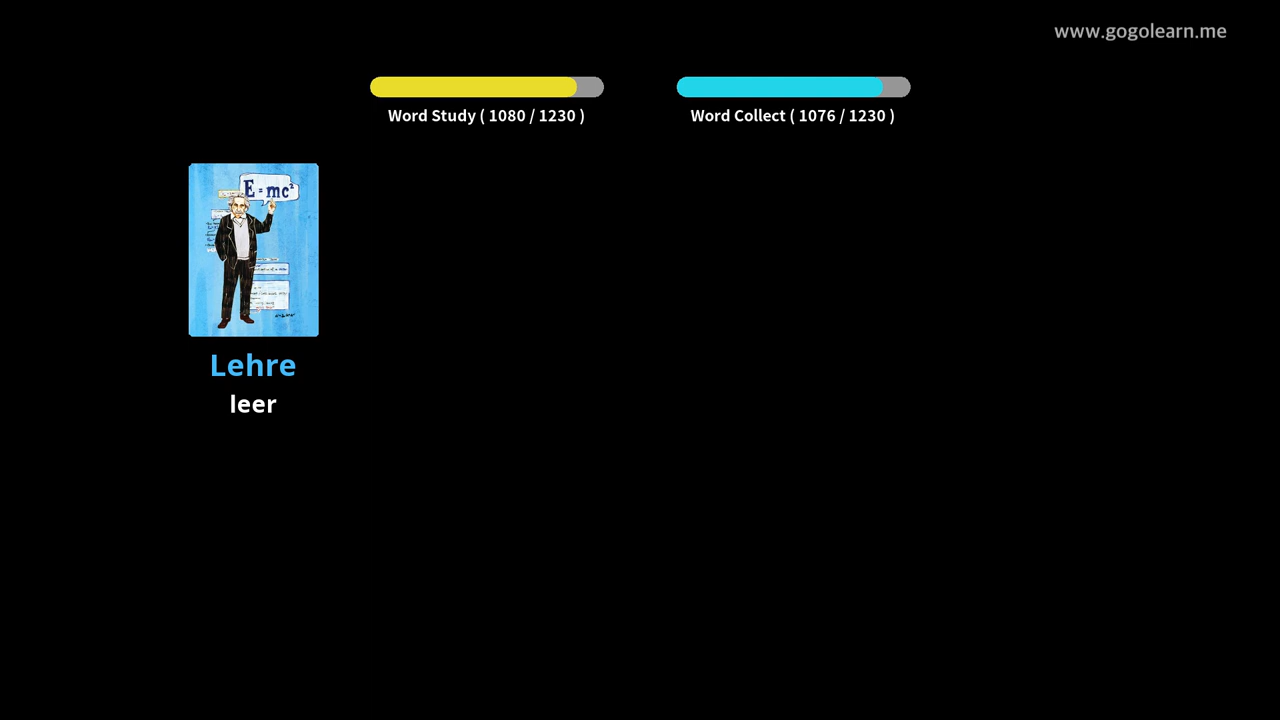 www.gogolearn.me
Word Study ( 1080 / 1230 )
Word Collect ( 1076 / 1230 )
E = mc²
Lehre
leer